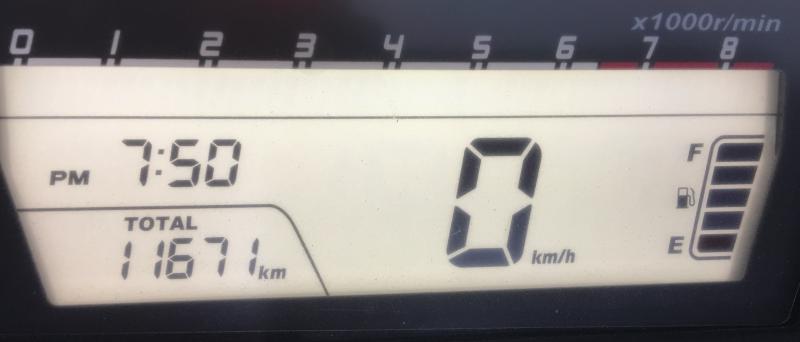 x1000r/min
0 1 2 3 4 5 6 7 8
PM 7:50
TOTAL
11671 km
0 km/h
F
E